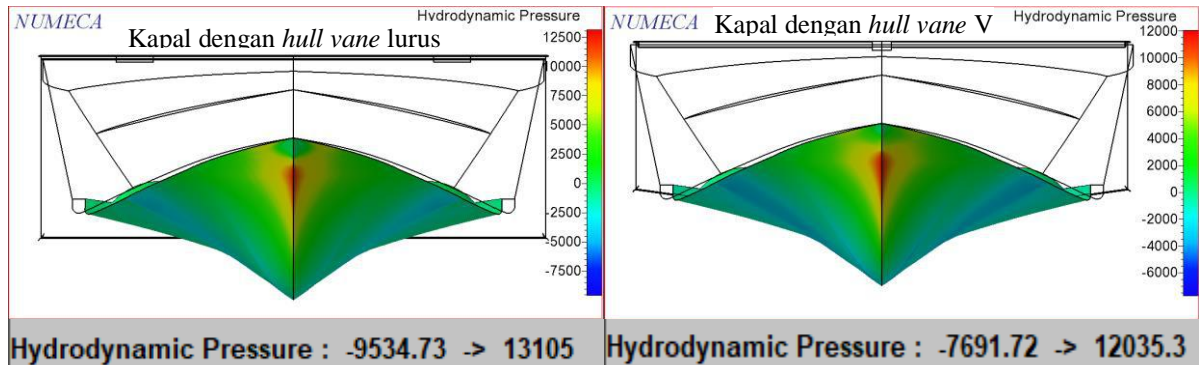 NUMECA
Kapal dengan hull vane lurus
Hydrodynamic Pressure
12500
10000
7500
5000
2500
0
-2500
-5000
-7500
Hydrodynamic Pressure : -9534.73 -> 13105
NUMECA
Kapal dengan hull vane V
Hydrodynamic Pressure
12000
10000
8000
6000
4000
2000
0
-2000
-4000
-6000
Hydrodynamic Pressure : -7691.72 -> 12035.3